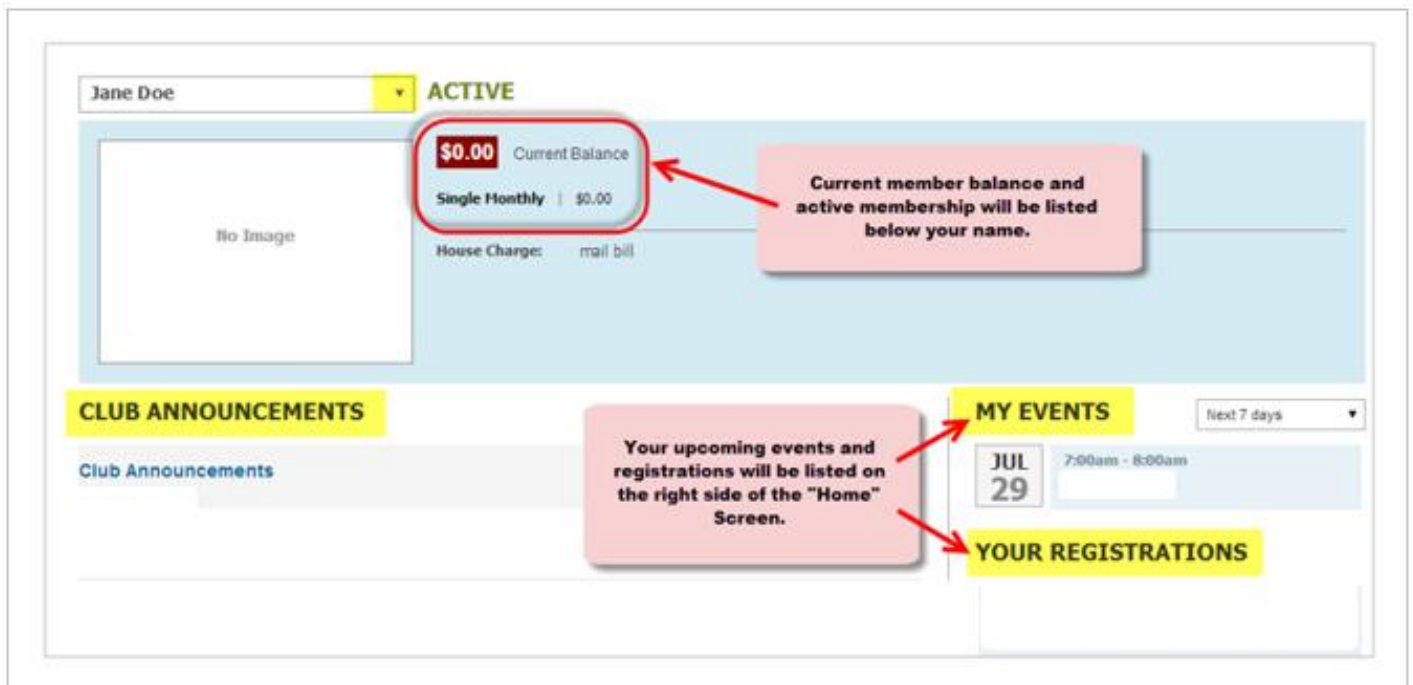 Jane Doe
ACTIVE
$0.00 Current Balance
Single Monthly | $0.00
House Charge: mail bill
No Image
Current member balance and
active membership will be listed
below your name.
CLUB ANNOUNCEMENTS
Club Announcements
Your upcoming events and
registrations will be listed on
the right side of the "Home"
Screen.
MY EVENTS
Next 7 days
JUL
29
7:00am - 8:00am
YOUR REGISTRATIONS